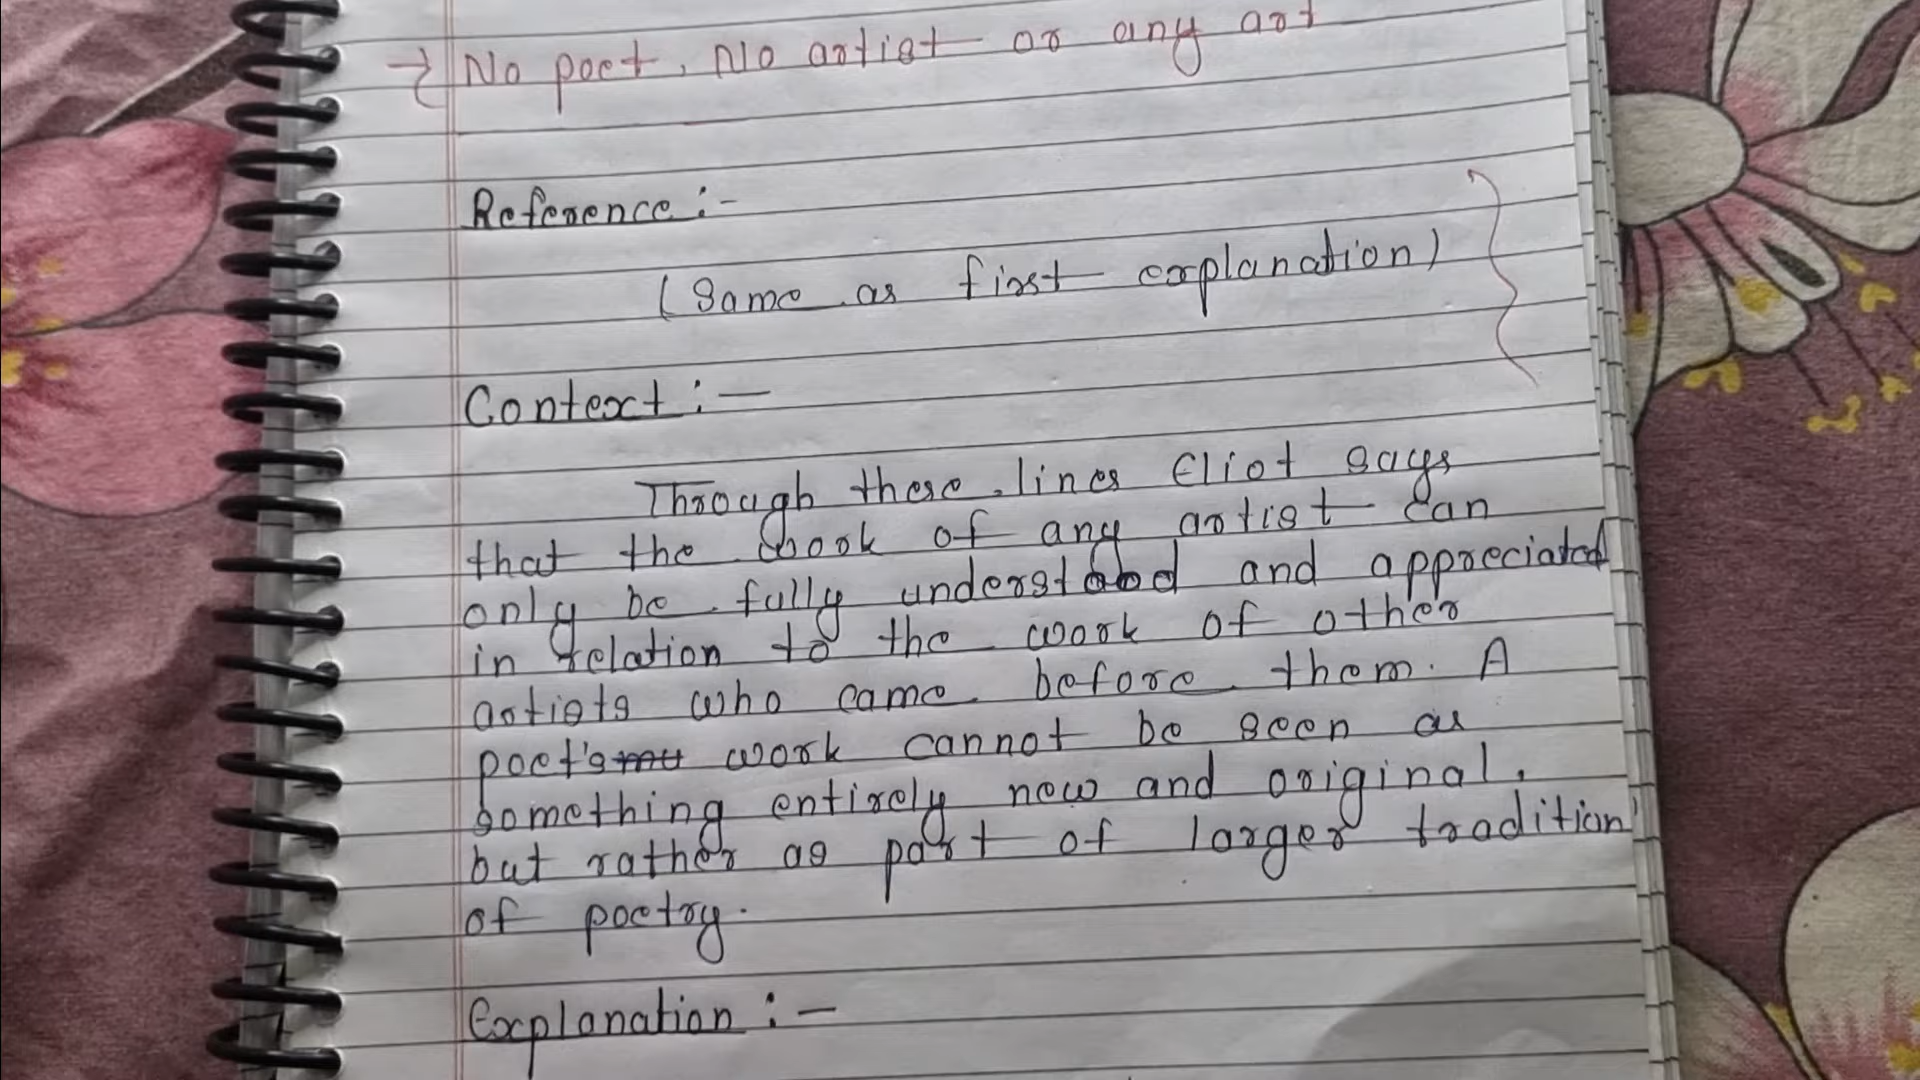 → No poet, No artist or any art
Reference :-
(Same as first explanation)
Context :-
Through these lines Eliot says
that the work of any artist can
only be fully understood and appreciated
in relation to the work of other
artists who came before them. A
poet's work cannot be seen as
something entirely new and original,
but rather as part of larger tradition
of poetry.
Explanation :-